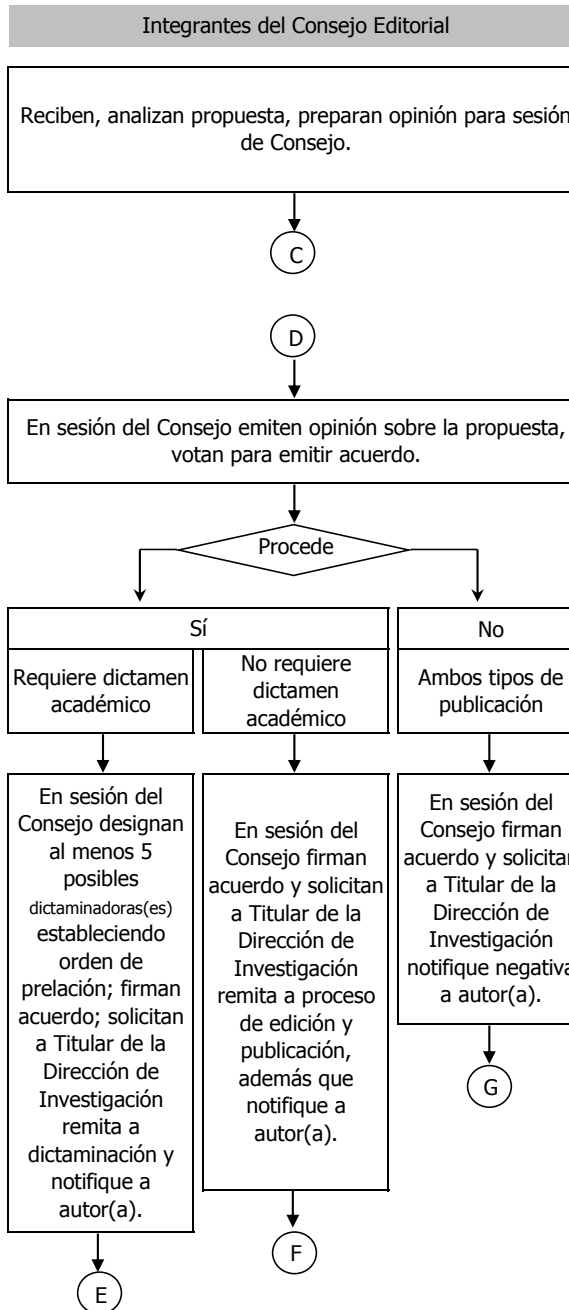 Integrantes del Consejo Editorial
Reciben, analizan propuesta, preparan opinión para sesión
de Consejo.
C
D
En sesión del Consejo emiten opinión sobre la propuesta,
votan para emitir acuerdo.
Procede
Sí
No
Requiere dictamen
académico
No requiere
dictamen
académico
Ambos tipos de
publicación
En sesión del
Consejo designan
al menos 5
posibles
dictaminadoras(es)
estableciendo
orden de
prelación; firman
acuerdo; solicitan
a Titular de la
Dirección de
Investigación
remita a
dictaminación y
notifique a
autor(a).
En sesión del
Consejo firman
acuerdo y solicitan
a Titular de la
Dirección de
Investigación
remita a proceso
de edición y
publicación,
además que
notifique a
autor(a).
En sesión del
Consejo firman
acuerdo y solicitan
a Titular de la
Dirección de
Investigación
notifique negativa
a autor(a).
G
F
E